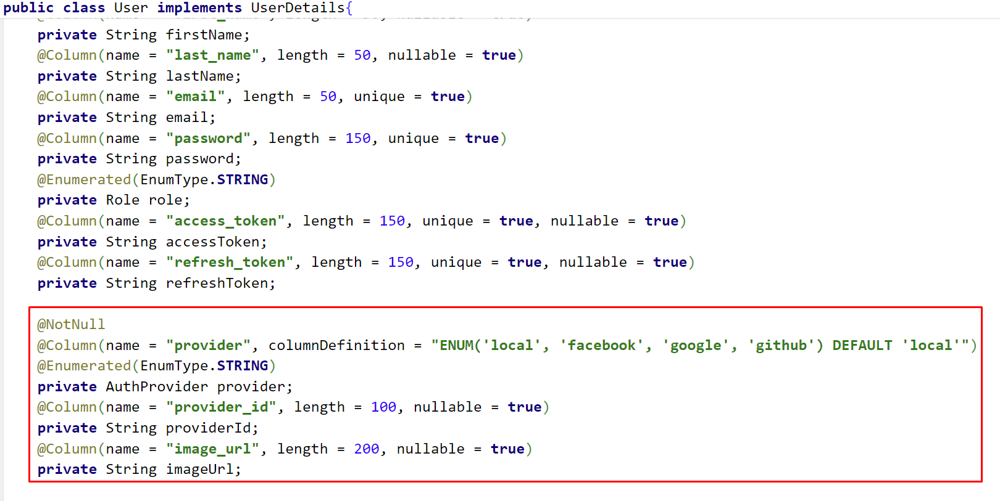 public class User implements UserDetails{
private String firstName;
@Column(name = "last_name", length = 50, nullable = true)
private String lastName;
@Column(name = "email", length = 50, unique = true)
private String email;
@Column(name = "password", length = 150, unique = true)
private String password;
@Enumerated(EnumType.STRING)
private Role role;
@Column(name = "access_token", length = 150, unique = true, nullable = true)
private String accessToken;
@Column(name = "refresh_token", length = 150, unique = true, nullable = true)
private String refreshToken;
@NotNull
@Column(name = "provider", columnDefinition = "ENUM('local', 'facebook', 'google', 'github') DEFAULT 'local'")
@Enumerated(EnumType.STRING)
private AuthProvider provider;
@Column(name = "provider_id", length = 100, nullable = true)
private String providerId;
@Column(name = "image_url", length = 200, nullable = true)
private String imageUrl;